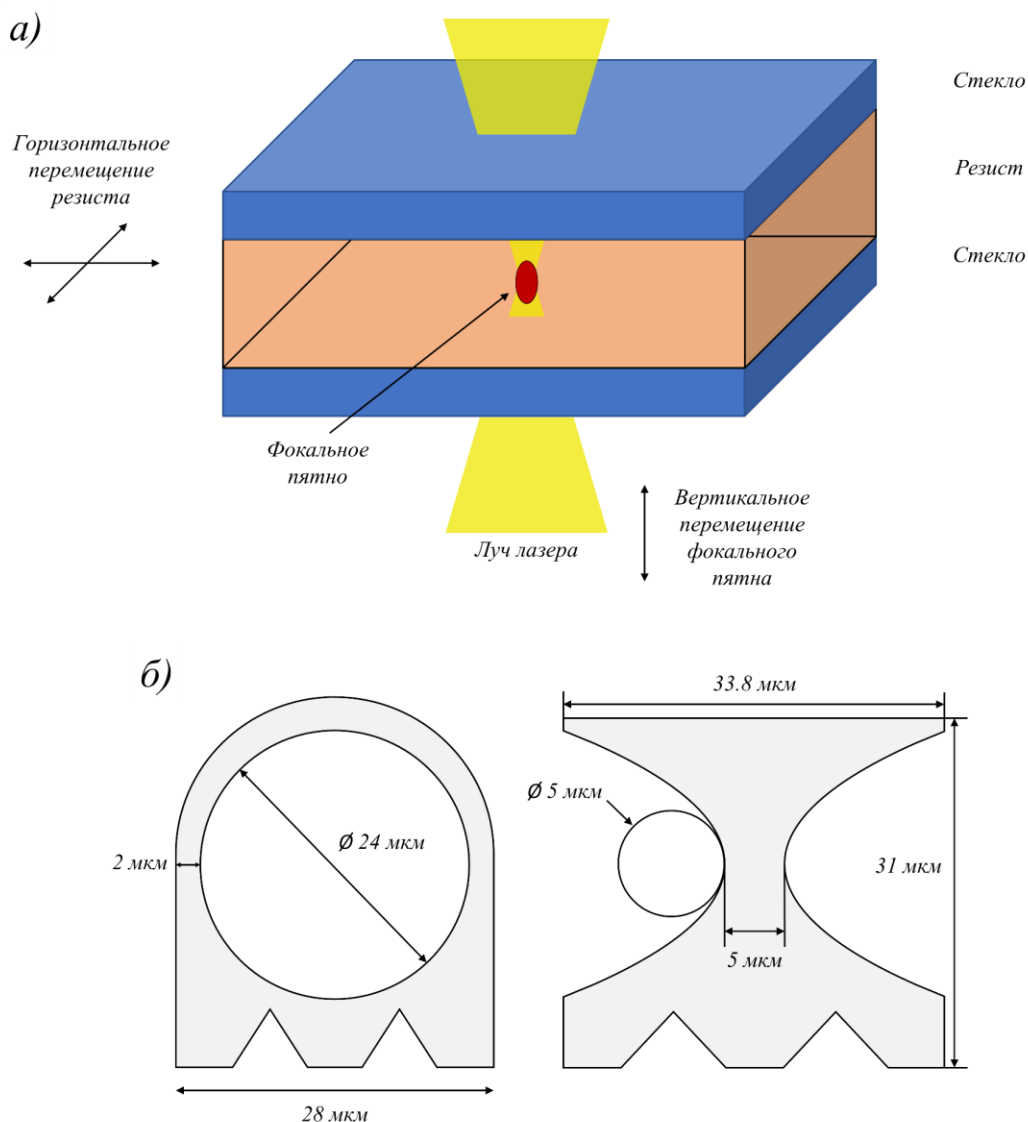 а)
Стекло
Горизонтальное
перемещение
резиста
Резист
Стекло
Фокальное
пятно
Луч лазера
Вертикальное
перемещение
фокального
пятна
б)
33.8 мкм
Ø 5 мкм
Ø 24 мкм
2 мкм
31 мкм
5 мкм
28 мкм